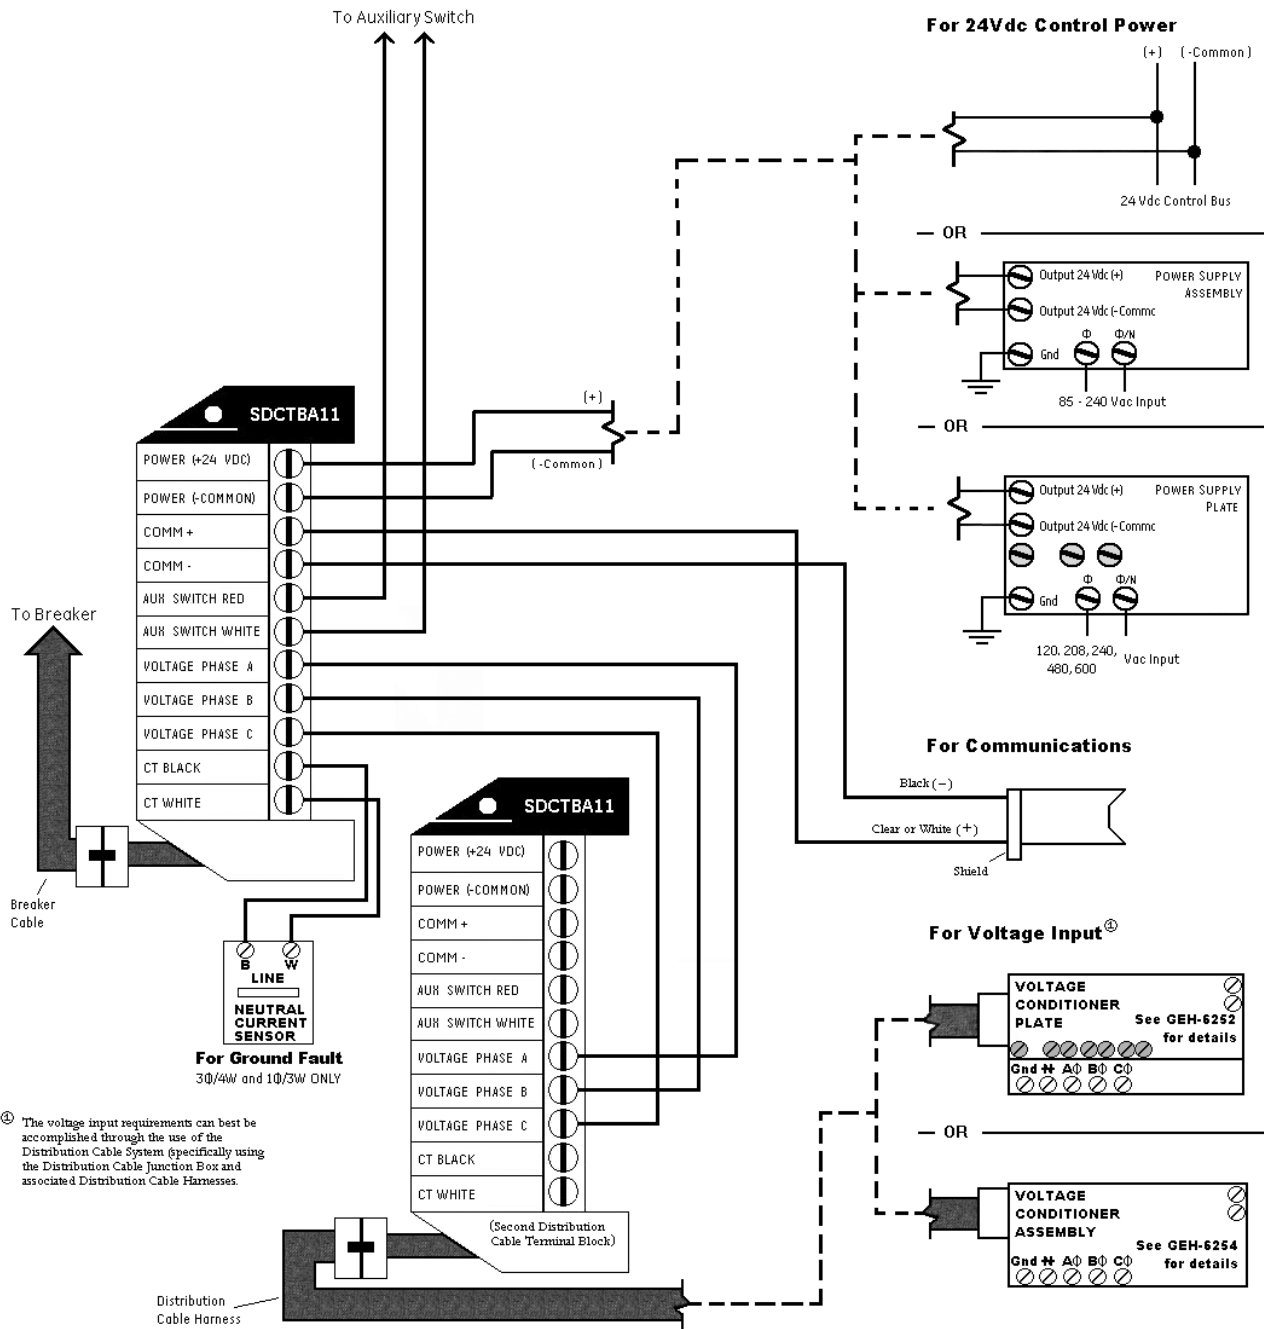 To Auxiliary Switch
For 24Vdc Control Power
(+)
(-Common)
24 Vdc Control Bus
OR
Output 24 Vdc (+)
POWER SUPPLY
ASSEMBLY
Output 24 Vdc (-Commc
Φ
Φ/N
Gnd
85 - 240 Vac Input
OR
Output 24 Vdc (+)
POWER SUPPLY
PLATE
Output 24 Vdc (-Commc
Φ
Φ/N
Gnd
120. 208, 240,
480, 600
Vac Input
(+)
(-Common)
SDCTBA11
POWER (+24 VDC)
POWER (-COMMON)
COMM +
COMM -
AUX SWITCH RED
AUX SWITCH WHITE
VOLTAGE PHASE A
VOLTAGE PHASE B
VOLTAGE PHASE C
CT BLACK
CT WHITE
To Breaker
Breaker
Cable
For Communications
Black (−)
Clear or White (+)
Shield
SDCTBA11
POWER (+24 VDC)
POWER (-COMMON)
COMM +
COMM -
AUX SWITCH RED
AUX SWITCH WHITE
VOLTAGE PHASE A
VOLTAGE PHASE B
VOLTAGE PHASE C
CT BLACK
CT WHITE
(Second Distribution
Cable Terminal Block)
B
W
LINE
NEUTRAL
CURRENT
SENSOR
For Ground Fault
3Φ/4W and 1Φ/3W ONLY
① The voltage input requirements can best be
accomplished through the use of the
Distribution Cable System (specifically using
the Distribution Cable Junction Box and
associated Distribution Cable Harnesses.
Distribution
Cable Harness
For Voltage Input①
VOLTAGE
CONDITIONER
PLATE
See GEH-6252
for details
Gnd N AΦ BΦ CΦ
OR
VOLTAGE
CONDITIONER
ASSEMBLY
See GEH-6254
for details
Gnd N AΦ BΦ CΦ